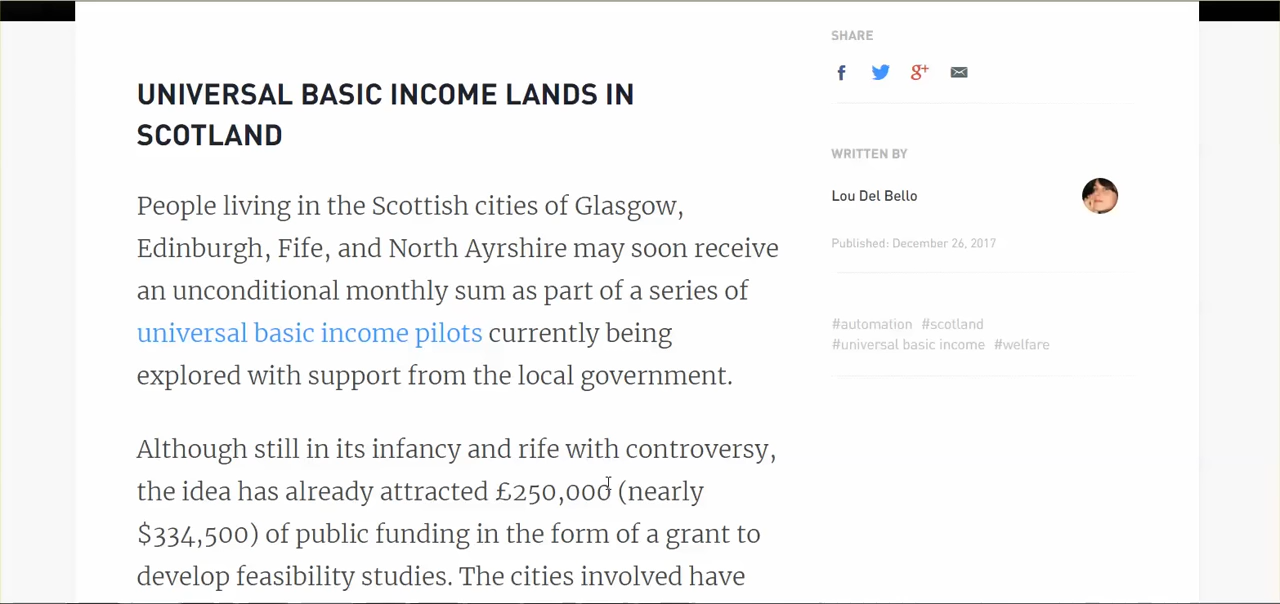 UNIVERSAL BASIC INCOME LANDS IN
SCOTLAND
People living in the Scottish cities of Glasgow,
Edinburgh, Fife, and North Ayrshire may soon receive
an unconditional monthly sum as part of a series of
universal basic income pilots currently being
explored with support from the local government.
Although still in its infancy and rife with controversy,
the idea has already attracted £250,000 (nearly
$334,500) of public funding in the form of a grant to
develop feasibility studies. The cities involved have
SHARE
f g+
WRITTEN BY
Lou Del Bello
Published: December 26, 2017
#automation #scotland
#universal basic income #welfare